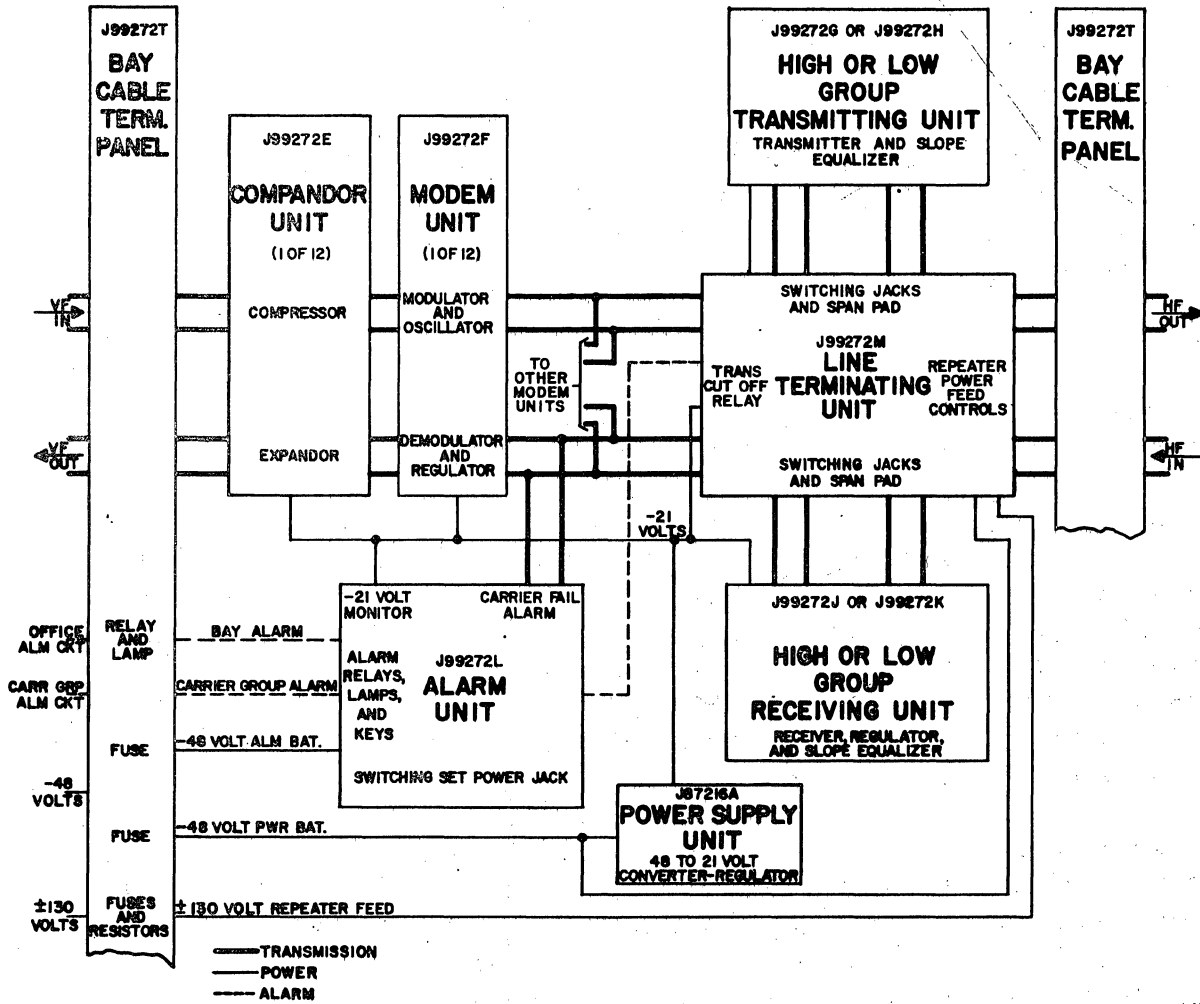 J99272T
BAY
CABLE
TERM.
PANEL
J99272E
COMPANDOR
UNIT
(1 OF 12)
COMPRESSOR
EXPANDOR
J99272F
MODEM
UNIT
(1 OF 12)
MODULATOR
AND
OSCILLATOR
DEMODULATOR
AND
REGULATOR
J99272G OR J99272H
HIGH OR LOW
GROUP
TRANSMITTING UNIT
TRANSMITTER AND SLOPE
EQUALIZER
J99272T
BAY
CABLE
TERM.
PANEL
VF
IN
VF
OUT
TO
OTHER
MODEM
UNITS
SWITCHING JACKS
AND SPAN PAD
J99272M
LINE
TERMINATING
UNIT
TRANS
CUT OFF
RELAY
REPEATER
POWER
FEED
CONTROLS
SWITCHING JACKS
AND SPAN PAD
HF
OUT
HF
IN
-21
VOLTS
-21 VOLT
MONITOR
CARRIER FAIL
ALARM
J99272L
ALARM
UNIT
ALARM
RELAYS,
LAMPS,
AND
KEYS
SWITCHING SET POWER JACK
J99272J OR J99272K
HIGH OR LOW
GROUP
RECEIVING UNIT
RECEIVER, REGULATOR,
AND SLOPE EQUALIZER
OFFICE
ALM CKT
RELAY
AND
LAMP
BAY ALARM
CARR GRP
ALM CKT
CARRIER GROUP ALARM
FUSE
-48 VOLT ALM BAT.
-48
VOLTS
FUSE
-48 VOLT PWR BAT.
J87216A
POWER SUPPLY
UNIT
48 TO 21 VOLT
CONVERTER-REGULATOR
±130
VOLTS
FUSES
AND
RESISTORS
±130 VOLT REPEATER FEED
TRANSMISSION
POWER
ALARM